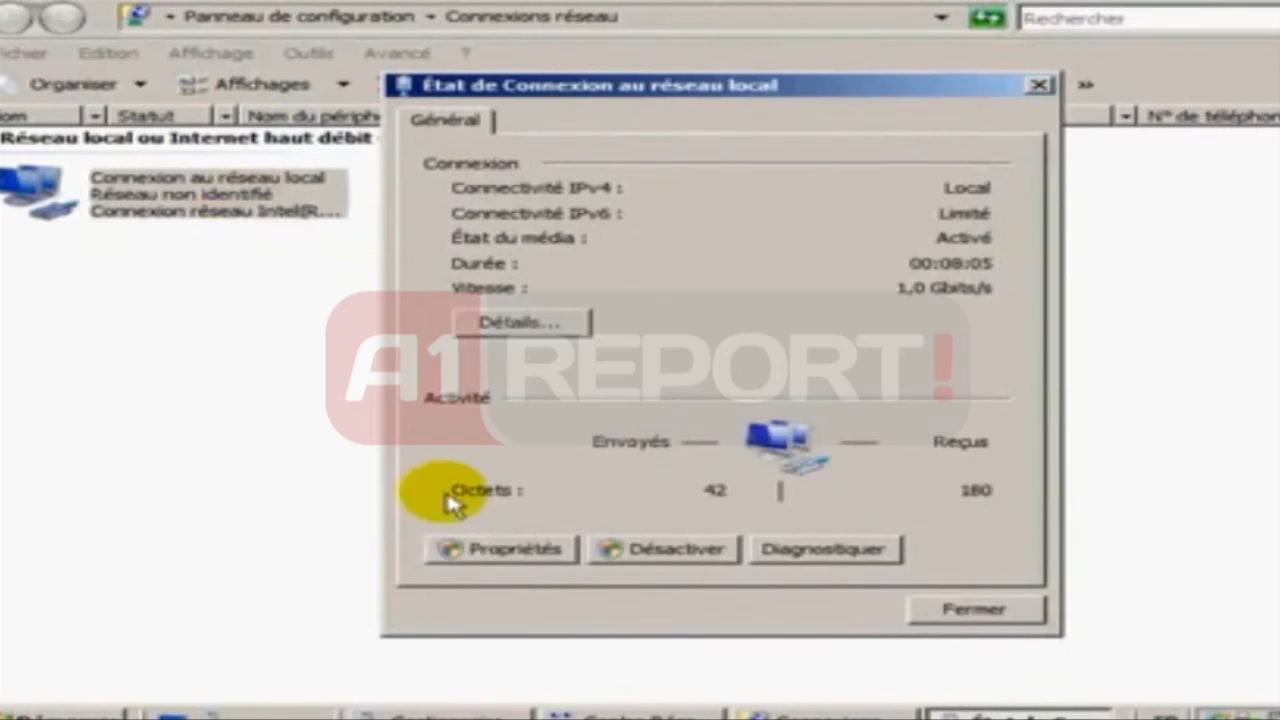 Panneau de configuration
Connexions réseau
Rechercher
Edition
Affichage
Outils
Avancé
?
Organiser
Affichages
»
Statut
Nom du périph
N° de téléphon
Réseau local ou Internet haut débit
Connexion au réseau local
Réseau non identifié
Connexion réseau Intel(R...
État de Connexion au réseau local
Général
Connexion
Connectivité IPv4 : Local
Connectivité IPv6 : Limité
État du média : Activé
Durée : 00:08:05
Vitesse : 1,0 Gbits/s
Détails...
A1 REPORT!
Activité
Envoyés
Reçus
Octets : 42 180
Propriétés
Désactiver
Diagnostiquer
Fermer